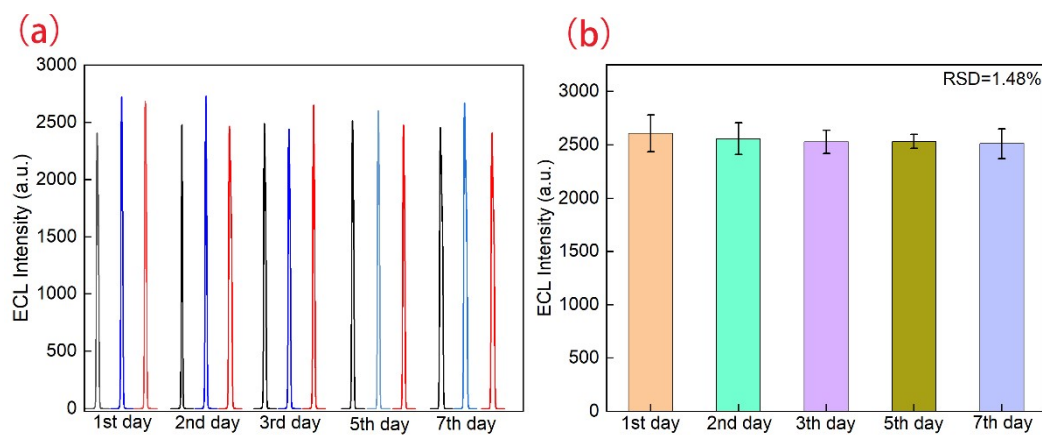 (a)
3000
2500
2000
1500
1000
500
0
ECL Intensity (a.u.)
1st day 2nd day 3rd day 5th day 7th day
(b)
RSD=1.48%
3000
2500
2000
1500
1000
500
0
ECL Intensity (a.u.)
1st day 2nd day 3th day 5th day 7th day